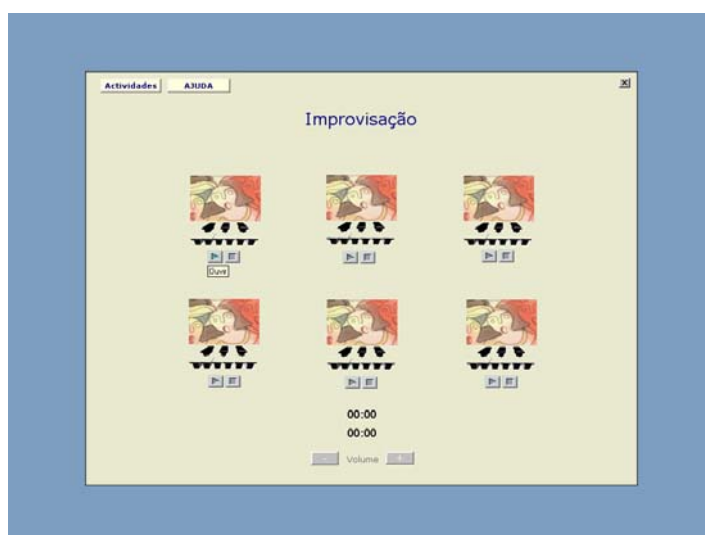 Actividades AJUDA
Improvisação
Ouvir
00:00
00:00
- Volume +